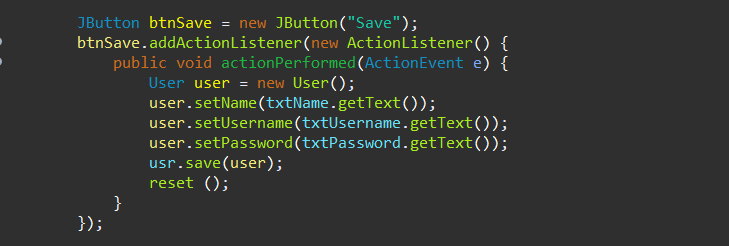 JButton btnSave = new JButton("Save");
btnSave.addActionListener(new ActionListener() {
public void actionPerformed(ActionEvent e) {
User user = new User();
user.setName(txtName.getText());
user.setUsername(txtUsername.getText());
user.setPassword(txtPassword.getText());
usr.save(user);
reset ();
}
});